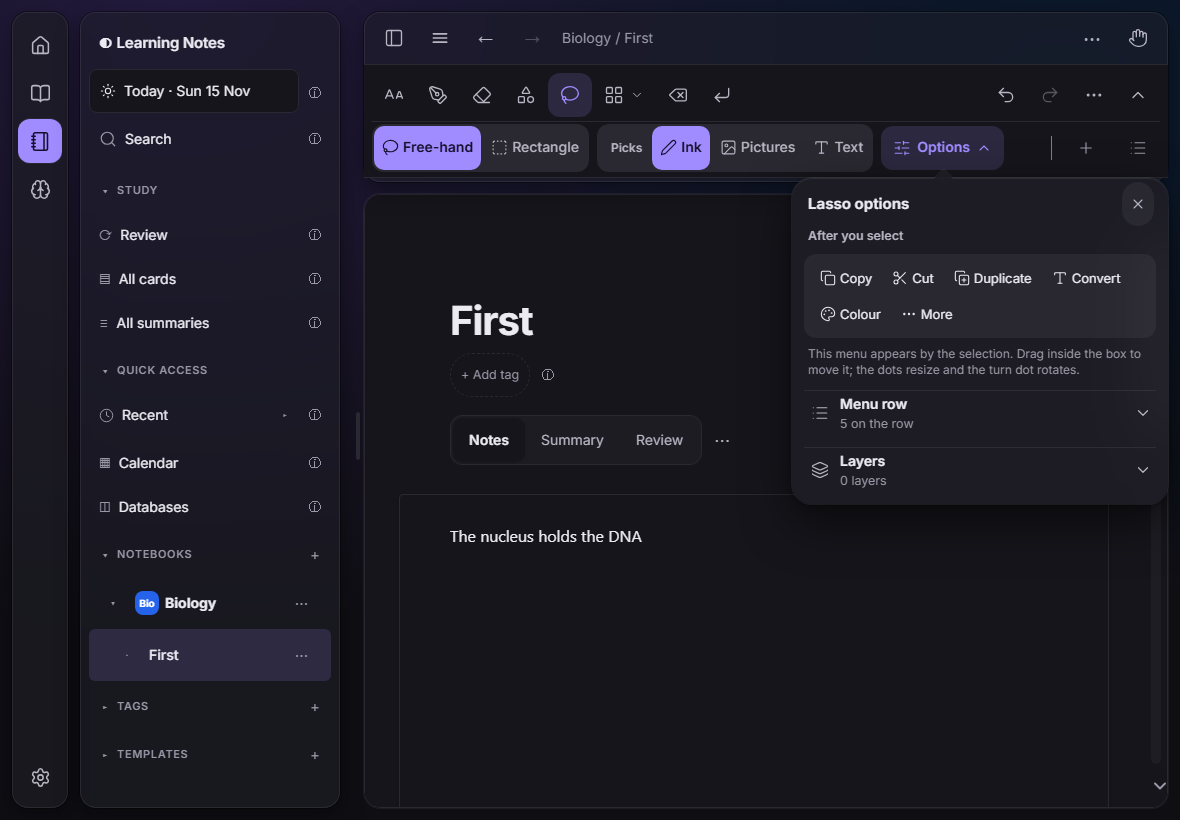 Learning Notes
Today · Sun 15 Nov
Search
STUDY
Review
All cards
All summaries
QUICK ACCESS
Recent
Calendar
Databases
NOTEBOOKS
Bio Biology
First
TAGS
TEMPLATES
Biology / First
AA
Free-hand Rectangle Picks Ink Pictures Text Options
Lasso options
After you select
Copy Cut Duplicate Convert
Colour More
This menu appears by the selection. Drag inside the box to
move it; the dots resize and the turn dot rotates.
Menu row
5 on the row
Layers
0 layers
First
+ Add tag
Notes Summary Review
The nucleus holds the DNA